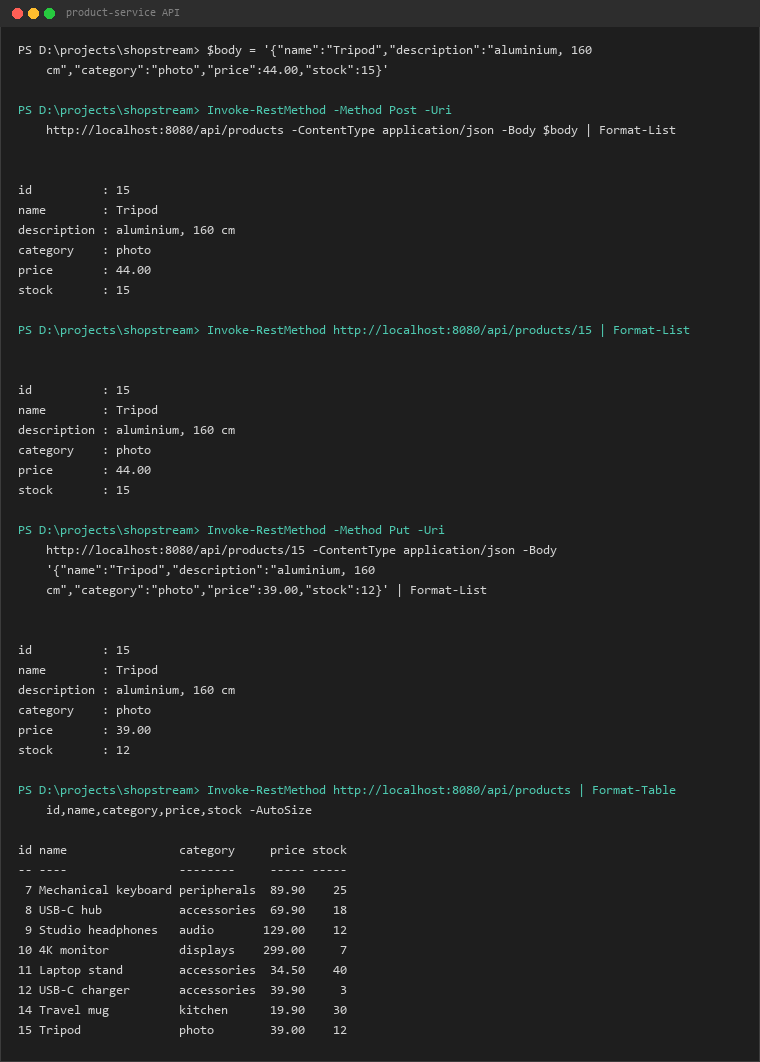 product-service API
PS D:\projects\shopstream> $body = '{"name":"Tripod","description":"aluminium, 160
cm","category":"photo","price":44.00,"stock":15}'
PS D:\projects\shopstream> Invoke-RestMethod -Method Post -Uri
http://localhost:8080/api/products -ContentType application/json -Body $body | Format-List
id          : 15
name        : Tripod
description : aluminium, 160 cm
category    : photo
price       : 44.00
stock       : 15
PS D:\projects\shopstream> Invoke-RestMethod http://localhost:8080/api/products/15 | Format-List
id          : 15
name        : Tripod
description : aluminium, 160 cm
category    : photo
price       : 44.00
stock       : 15
PS D:\projects\shopstream> Invoke-RestMethod -Method Put -Uri
http://localhost:8080/api/products/15 -ContentType application/json -Body
'{"name":"Tripod","description":"aluminium, 160
cm","category":"photo","price":39.00,"stock":12}' | Format-List
id          : 15
name        : Tripod
description : aluminium, 160 cm
category    : photo
price       : 39.00
stock       : 12
PS D:\projects\shopstream> Invoke-RestMethod http://localhost:8080/api/products | Format-Table
id,name,category,price,stock -AutoSize
id name                category     price stock
-- ----                --------     ----- -----
 7 Mechanical keyboard peripherals  89.90    25
 8 USB-C hub           accessories  69.90    18
 9 Studio headphones   audio       129.00    12
10 4K monitor          displays    299.00     7
11 Laptop stand        accessories  34.50    40
12 USB-C charger       accessories  39.90     3
14 Travel mug          kitchen      19.90    30
15 Tripod              photo        39.00    12